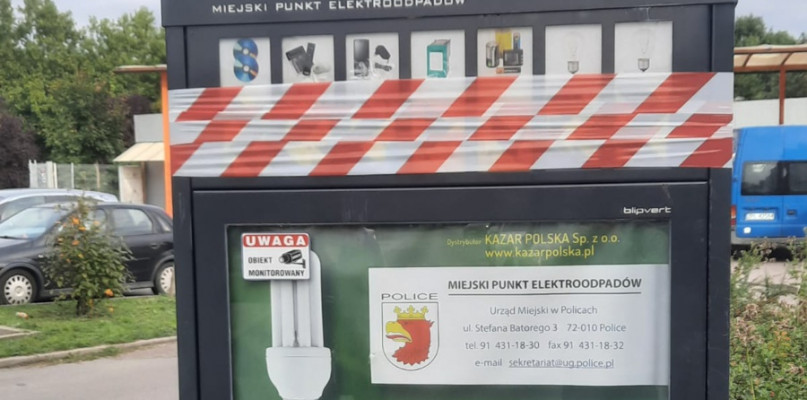 MIEJSKI PUNKT ELEKTROODPADÓW
blipvert
UWAGA
OBIEKT
MONITOROWANY
Dystrybutor KAZAR POLSKA Sp. z o.o.
www.kazarpolska.pl
POLICE
MIEJSKI PUNKT ELEKTROODPADÓW
Urząd Miejski w Policach
ul. Stefana Batorego 3 72-010 Police
tel. 91 431-18-30 fax 91 431-18-32
e-mail sekretariat@ug.police.pl